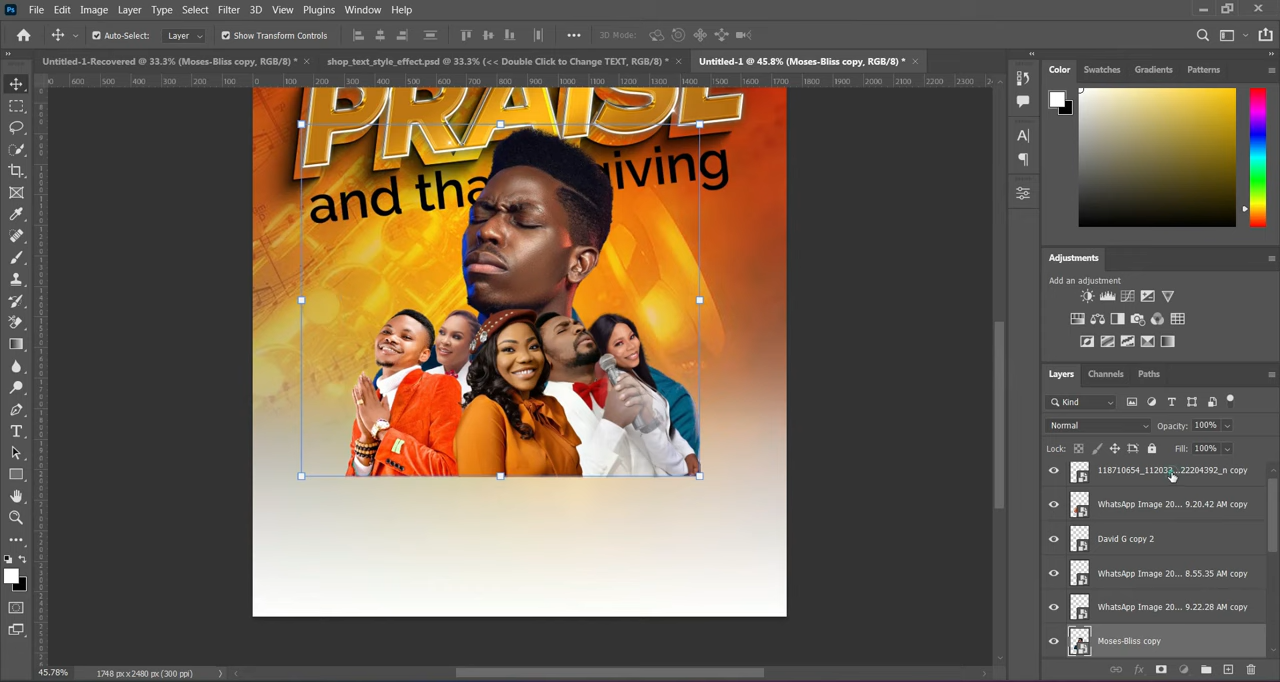 Ps File Edit Image Layer Type Select Filter 3D View Plugins Window Help
Auto-Select: Layer Show Transform Controls ••• 3D Mode:
Untitled-1-Recovered @ 33.3% (Moses-Bliss copy, RGB/8) * × shop_text_style_effect.psd @ 33.3% (<< Double Click to Change TEXT, RGB/8) * × Untitled-1 @ 45.8% (Moses-Bliss copy, RGB/8) * ×
Color Swatches Gradients Patterns
PRAISE
and tha giving
Adjustments
Add an adjustment
Layers Channels Paths
Kind
Normal Opacity: 100%
Lock: Fill: 100%
118710654_112033...22204392_n copy
WhatsApp Image 20... 9.20.42 AM copy
David G copy 2
WhatsApp Image 20... 8.55.35 AM copy
WhatsApp Image 20... 9.22.28 AM copy
Moses-Bliss copy
45.78% 1748 px x 2480 px (300 ppi)